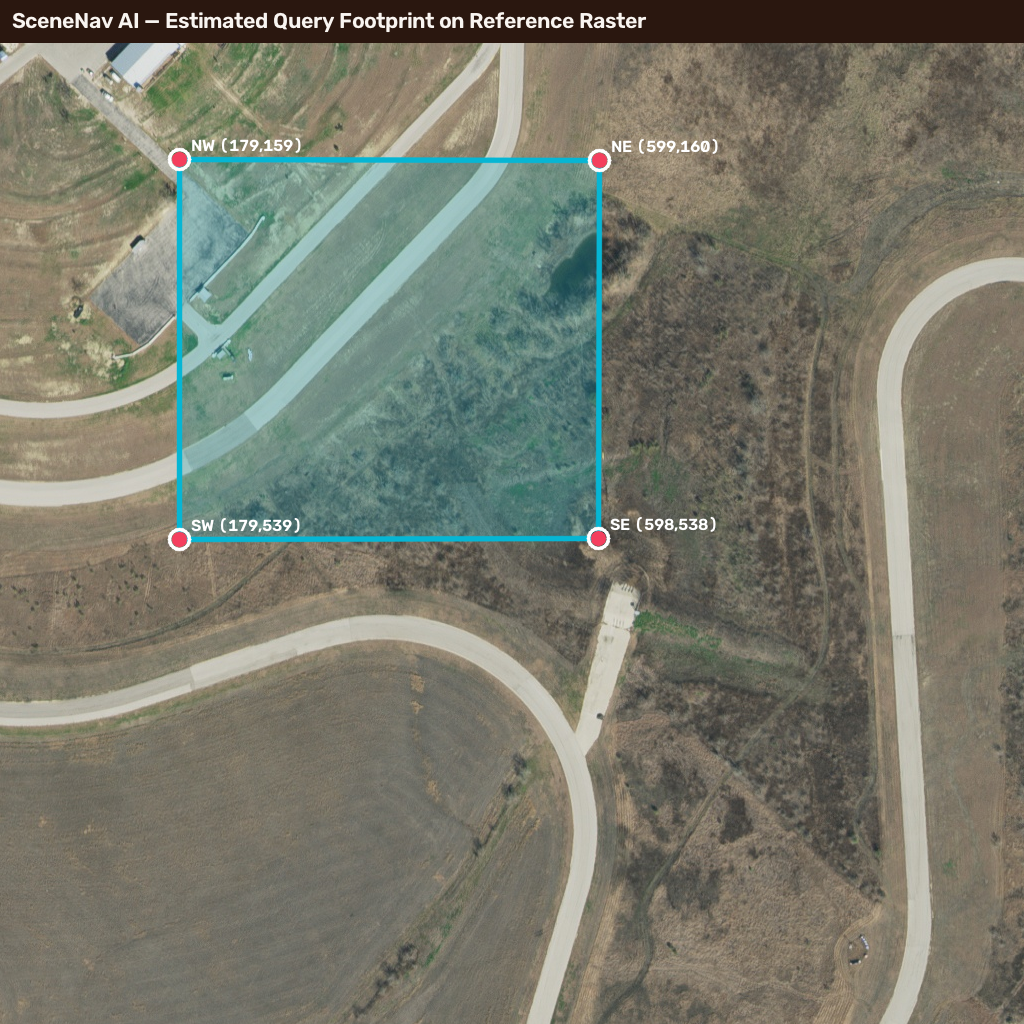 SceneNav AI — Estimated Query Footprint on Reference Raster
NW (179,159)
NE (599,160)
SW (179,539)
SE (598,538)